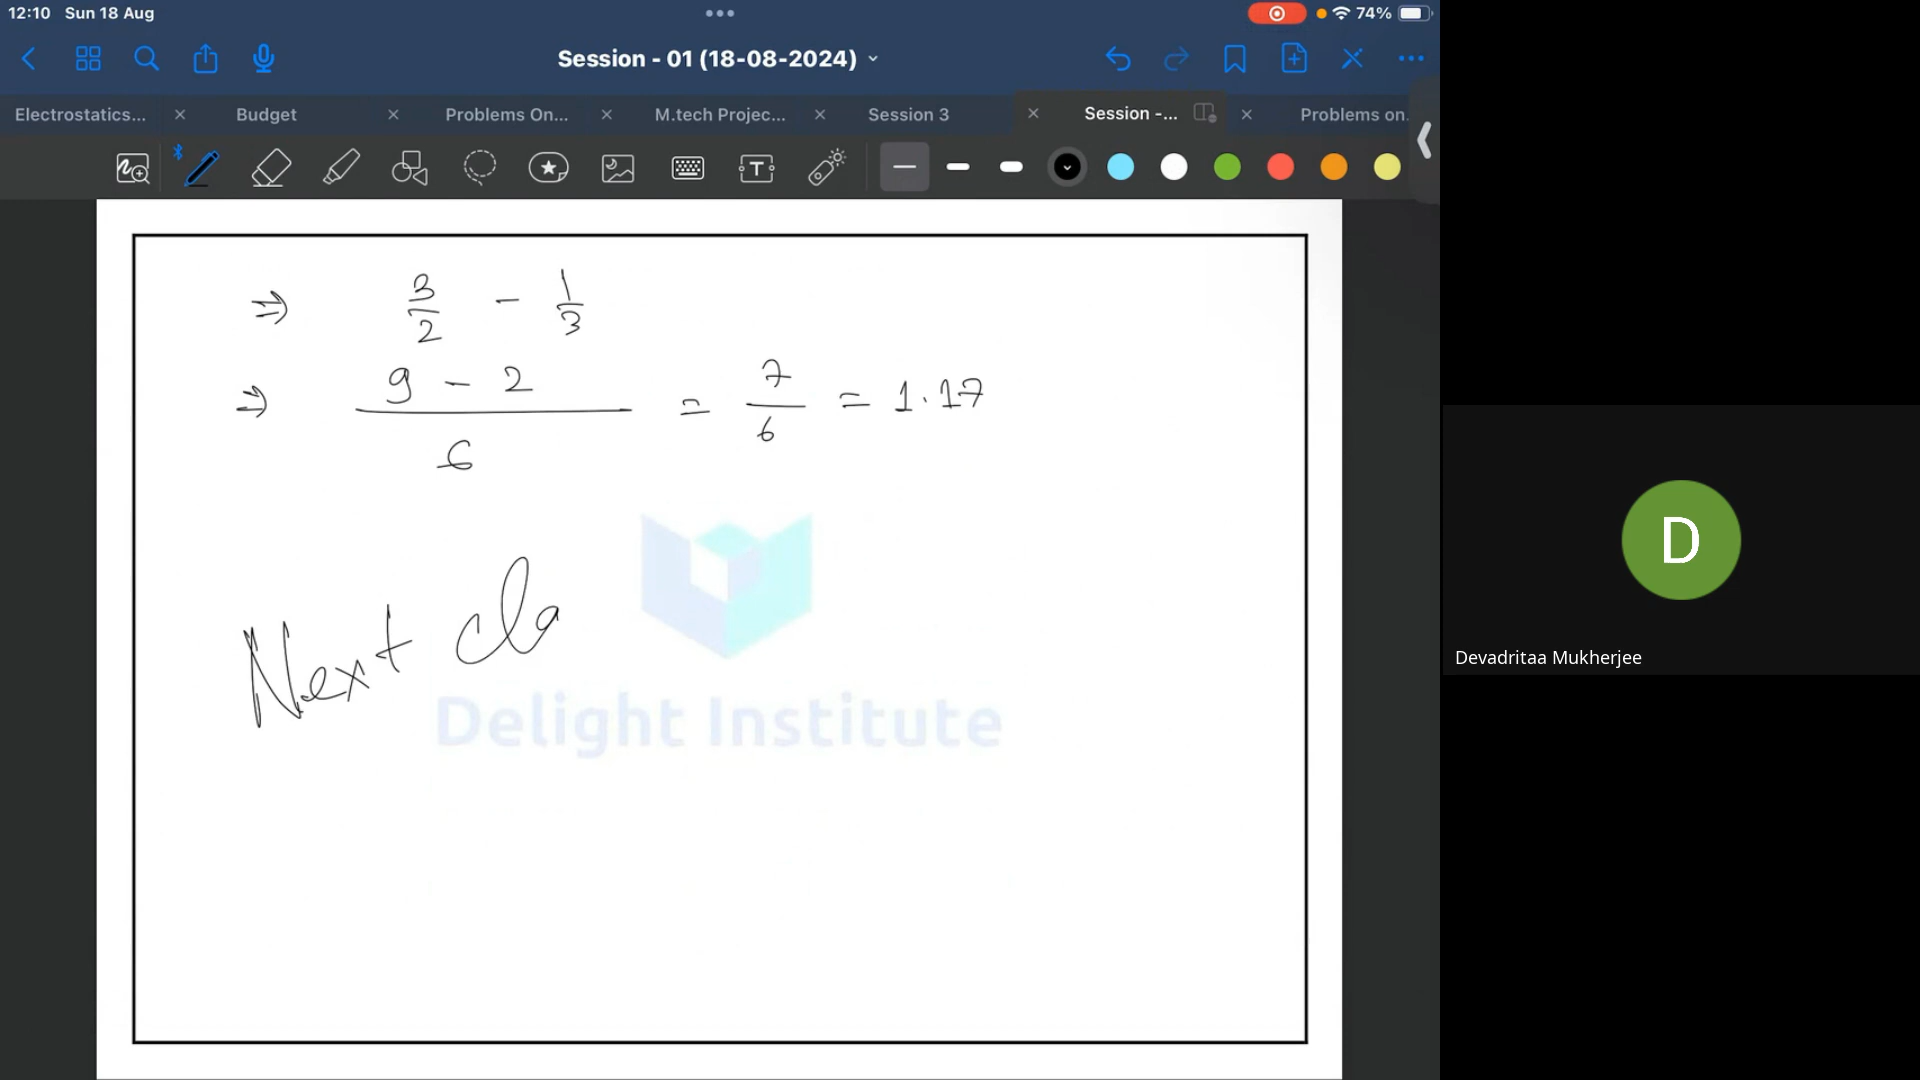 12:10 Sun 18 Aug
74%
Session - 01 (18-08-2024)
Electrostatics...
Budget
Problems On...
M.tech Projec...
Session 3
Session -...
Problems on.
T
⇒ 3/2 - 1/3
⇒ 9 - 2 / 6 = 7/6 = 1.17
Next cla
Delight Institute
D
Devadritaa Mukherjee